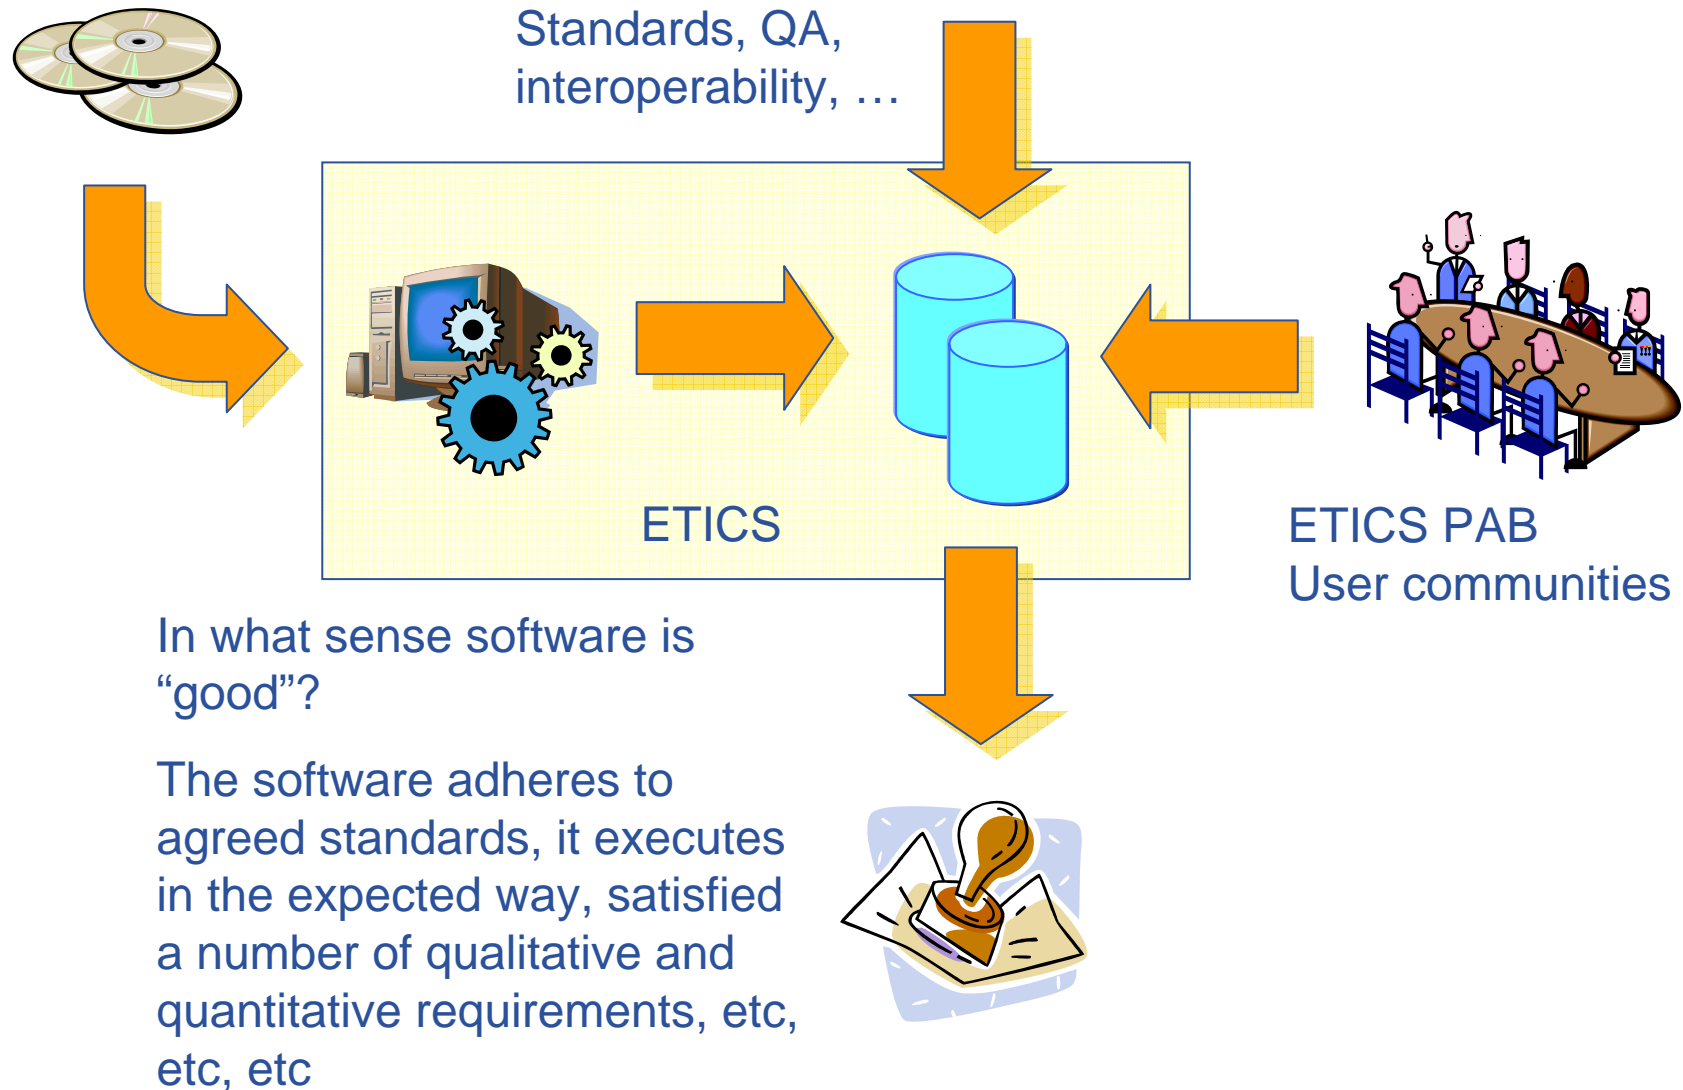 Standards, QA,
interoperability, …
ETICS
ETICS PAB
User communities
In what sense software is
“good”?
The software adheres to
agreed standards, it executes
in the expected way, satisfied
a number of qualitative and
quantitative requirements, etc,
etc, etc